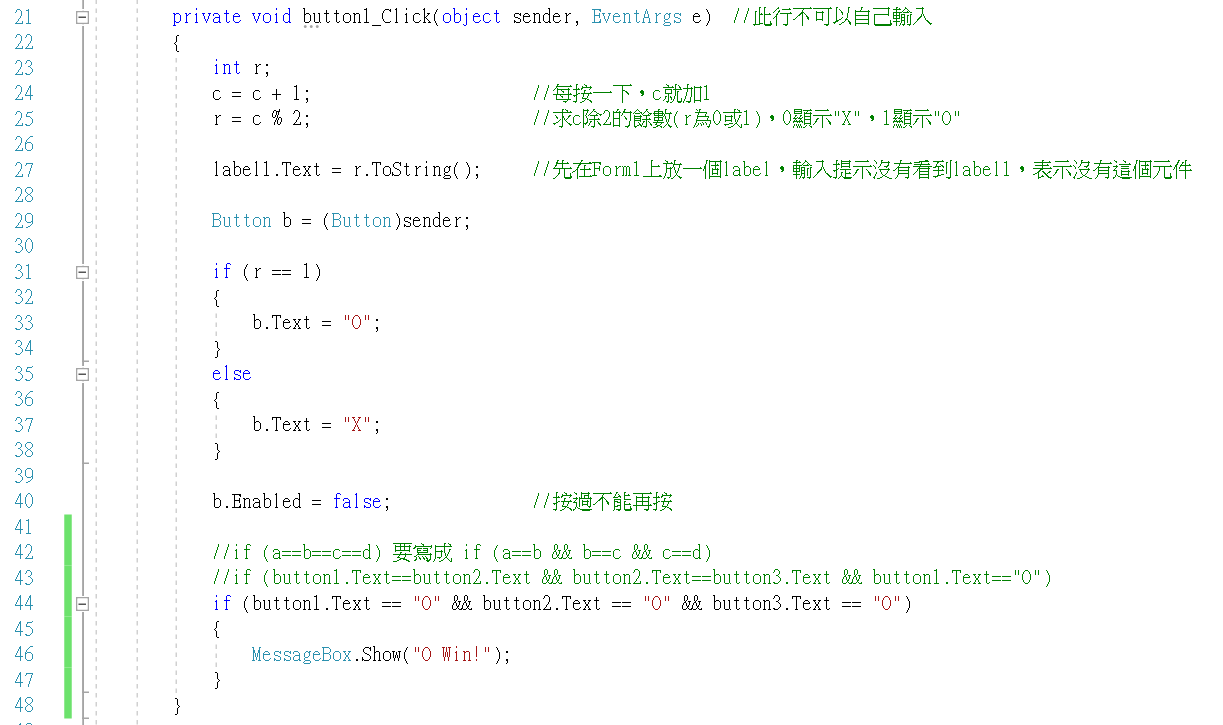 21 private void button1_Click(object sender, EventArgs e)  //此行不可以自己輸入
22 {
23 int r;
24 c = c + 1; //每按一下，c就加1
25 r = c % 2; //求c除2的餘數(r為0或1)，0顯示"X"，1顯示"O"
26
27 label1.Text = r.ToString(); //先在Form1上放一個label，輸入提示沒有看到label1，表示沒有這個元件
28
29 Button b = (Button)sender;
30
31 if (r == 1)
32 {
33 b.Text = "O";
34 }
35 else
36 {
37 b.Text = "X";
38 }
39
40 b.Enabled = false; //按過不能再按
41
42 //if (a==b==c==d) 要寫成 if (a==b && b==c && c==d)
43 //if (button1.Text==button2.Text && button2.Text==button3.Text && button1.Text=="O")
44 if (button1.Text == "O" && button2.Text == "O" && button3.Text == "O")
45 {
46 MessageBox.Show("O Win!");
47 }
48 }